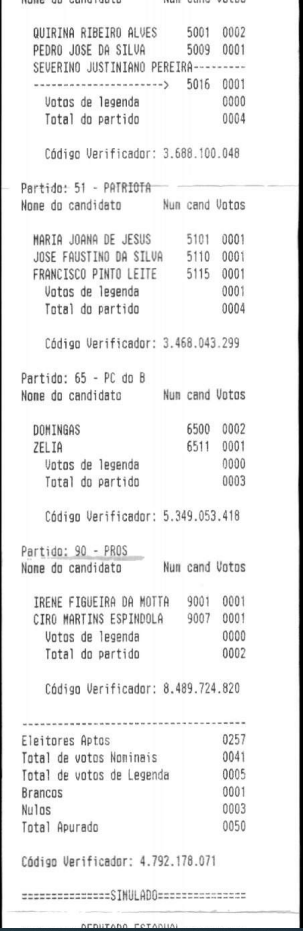 Nome do candidato Num cand Votos
QUIRINA RIBEIRO ALVES 5001 0002
PEDRO JOSE DA SILVA 5009 0001
SEVERINO JUSTINIANO PEREIRA---------
---------------------> 5016 0001
Votos de legenda 0000
Total do partido 0004
Código Verificador: 3.688.100.048
Partido: 51 - PATRIOTA
Nome do candidato Num cand Votos
MARIA JOANA DE JESUS 5101 0001
JOSE FAUSTINO DA SILVA 5110 0001
FRANCISCO PINTO LEITE 5115 0001
Votos de legenda 0001
Total do partido 0004
Código Verificador: 3.468.043.299
Partido: 65 - PC do B
Nome do candidato Num cand Votos
DOMINGAS 6500 0002
ZELIA 6511 0001
Votos de legenda 0000
Total do partido 0003
Código Verificador: 5.349.053.418
Partido: 90 - PROS
Nome do candidato Num cand Votos
IRENE FIGUEIRA DA MOTTA 9001 0001
CIRO MARTINS ESPINDOLA 9007 0001
Votos de legenda 0000
Total do partido 0002
Código Verificador: 8.489.724.820
--------------------------------------
Eleitores Aptos 0257
Total de votos Nominais 0041
Total de votos de Legenda 0005
Brancos 0001
Nulos 0003
Total Apurado 0050
Código Verificador: 4.792.178.071
===============SIMULADO===============
DEPUTADO ESTADUAL